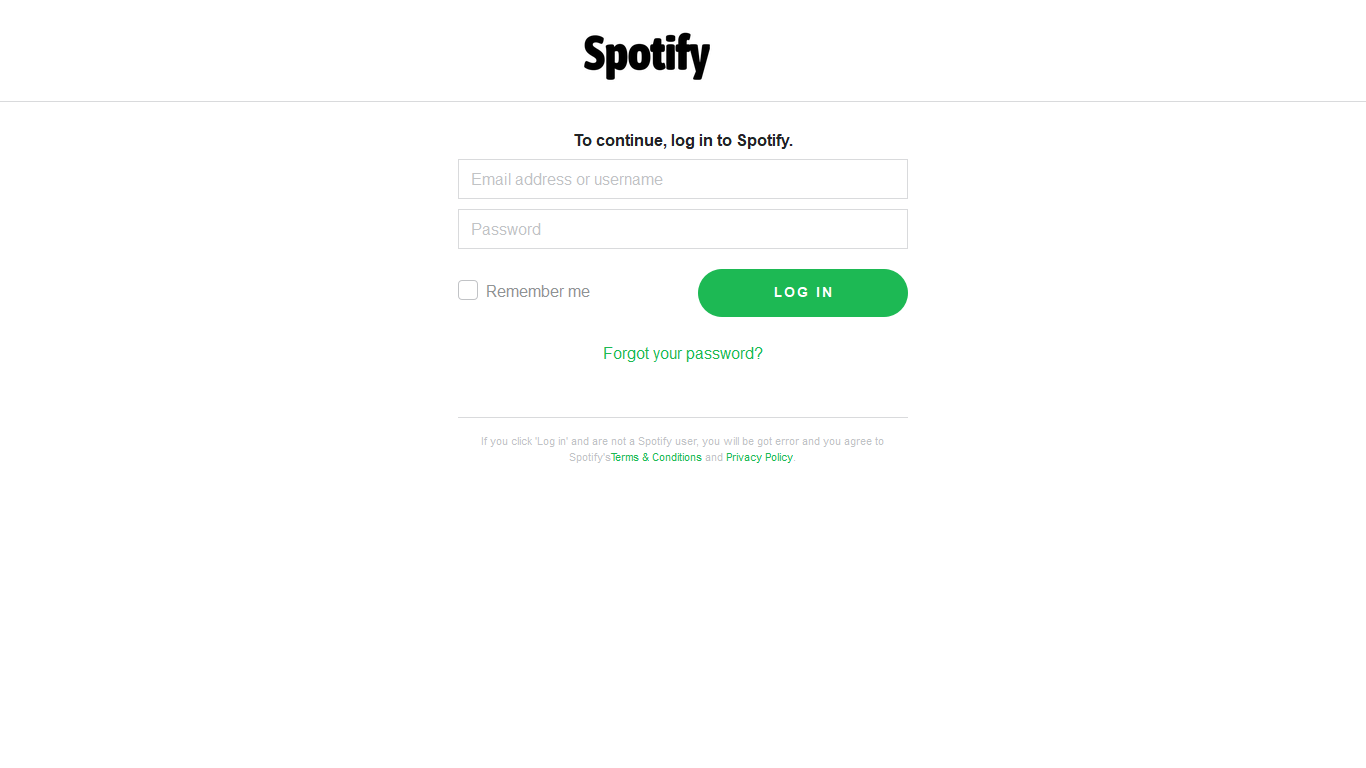 Spotify
To continue, log in to Spotify.
Email address or username
Password
Remember me
LOG IN
Forgot your password?
If you click 'Log in' and are not a Spotify user, you will be got error and you agree to
Spotify'sTerms & Conditions and Privacy Policy.